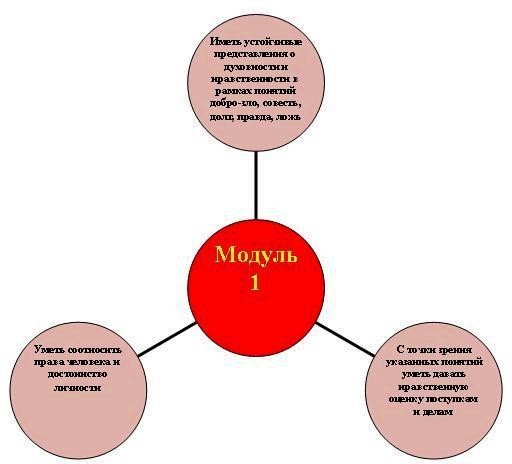 Иметь устойчивые
представления о
духовности и
нравственности в
рамках понятий
добро-зло, совесть,
долг, правда, ложь
Модуль
1
Уметь соотносить
права человека и
достоинство
личности
С точки зрения
указанных понятий
уметь давать
нравственную
оценку поступкам
и делам